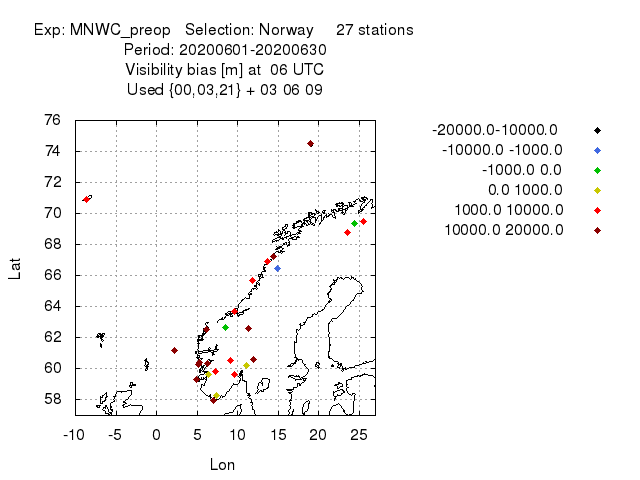 Exp: MNWC_preop   Selection: Norway     27 stations
Period: 20200601-20200630
Visibility bias [m] at  06 UTC
Used {00,03,21} + 03 06 09
-20000.0-10000.0
-10000.0 -1000.0
-1000.0 0.0
0.0 1000.0
1000.0 10000.0
10000.0 20000.0
76
74
72
70
68
66
64
62
60
58
Lat
-10 -5 0 5 10 15 20 25
Lon